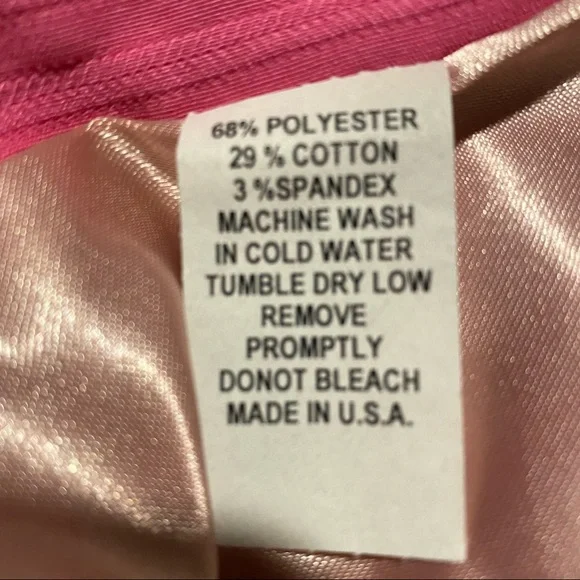 68% POLYESTER
29 % COTTON
3 %SPANDEX
MACHINE WASH
IN COLD WATER
TUMBLE DRY LOW
REMOVE
PROMPTLY
DONOT BLEACH
MADE IN U.S.A.